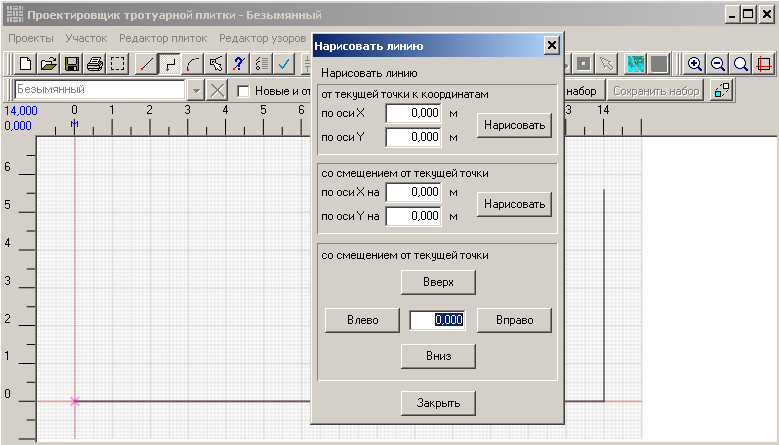 Проектировщик тротуарной плитки - Безымянный
Проекты Участок Редактор плиток Редактор узоров
Безымянный Новые и от набор Сохранить набор
14,000 0 1 2 3 4 5 6 3 14
0,000 м
6
5
4
3
2
1
0
Нарисовать линию
Нарисовать линию
от текущей точки к координатам
по оси X 0,000 м
по оси Y 0,000 м
Нарисовать
со смещением от текущей точки
по оси X на 0,000 м
по оси Y на 0,000 м
Нарисовать
со смещением от текущей точки
Вверх
Влево 0,000 Вправо
Вниз
Закрыть